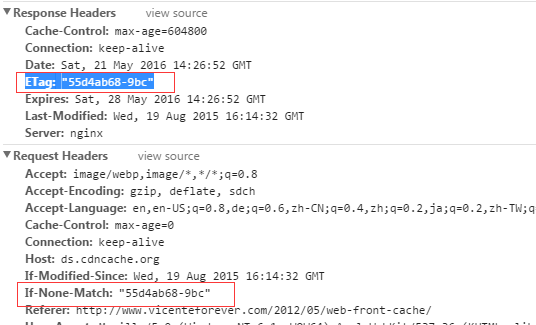 Response Headers view source
Cache-Control: max-age=604800
Connection: keep-alive
Date: Sat, 21 May 2016 14:26:52 GMT
ETag: "55d4ab68-9bc"
Expires: Sat, 28 May 2016 14:26:52 GMT
Last-Modified: Wed, 19 Aug 2015 16:14:32 GMT
Server: nginx
Request Headers view source
Accept: image/webp,image/*,*/*;q=0.8
Accept-Encoding: gzip, deflate, sdch
Accept-Language: en,en-US;q=0.8,de;q=0.6,zh-CN;q=0.4,zh;q=0.2,ja;q=0.2,zh-TW;q
Cache-Control: max-age=0
Connection: keep-alive
Host: ds.cdncache.org
If-Modified-Since: Wed, 19 Aug 2015 16:14:32 GMT
If-None-Match: "55d4ab68-9bc"
Referer: http://www.vicenteforever.com/2012/05/web-front-cache/